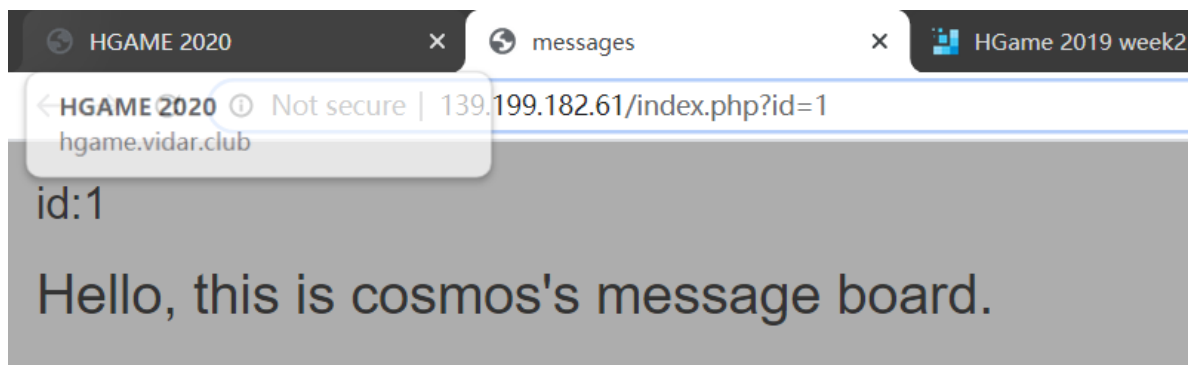 HGAME 2020 messages HGame 2019 week2
HGAME 2020 Not secure | 139.199.182.61/index.php?id=1
hgame.vidar.club
id:1
Hello, this is cosmos's message board.